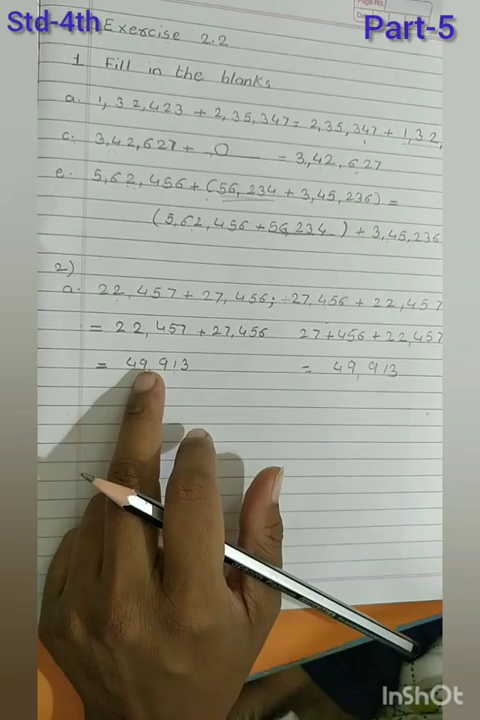 Std-4th
Part-5
Page No.
Exercise 2.2
1 Fill in the blanks
a. 1,32,423 + 2,35,347 = 2,35,347 + 1,32,
c. 3,42,627 + 0 = 3,42,627
e. 5,62,456 + (56,234 + 3,45,236) =
(5,62,456 + 56,234) + 3,45,236
2)
a. 22,457 + 27,456; 27,456 + 22,457
= 22,457 + 27,456 27+456 + 22,457
= 49,913 = 49,913
InShOt